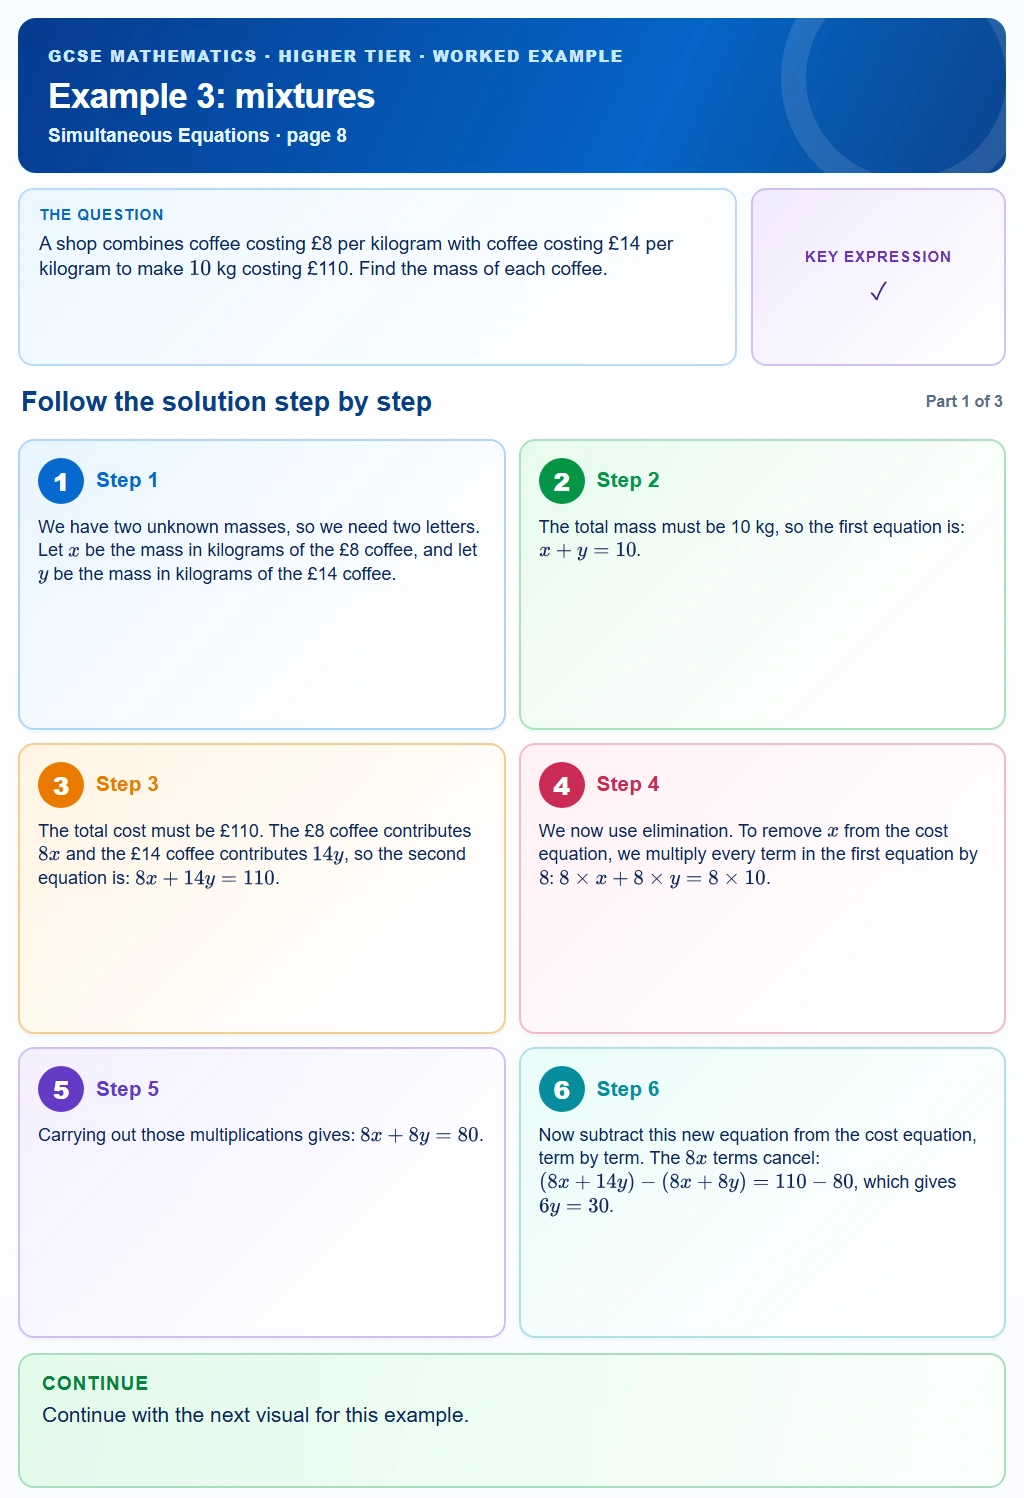 GCSE MATHEMATICS · HIGHER TIER · WORKED EXAMPLE
Example 3: mixtures
Simultaneous Equations · page 8
THE QUESTION
A shop combines coffee costing £8 per kilogram with coffee costing £14 per
kilogram to make 10 kg costing £110. Find the mass of each coffee.
KEY EXPRESSION
✓
Follow the solution step by step
Part 1 of 3
1 Step 1
We have two unknown masses, so we need two letters.
Let x be the mass in kilograms of the £8 coffee, and let
y be the mass in kilograms of the £14 coffee.
2 Step 2
The total mass must be 10 kg, so the first equation is:
x + y = 10.
3 Step 3
The total cost must be £110. The £8 coffee contributes
8x and the £14 coffee contributes 14y, so the second
equation is: 8x + 14y = 110.
4 Step 4
We now use elimination. To remove x from the cost
equation, we multiply every term in the first equation by
8: 8 × x + 8 × y = 8 × 10.
5 Step 5
Carrying out those multiplications gives: 8x + 8y = 80.
6 Step 6
Now subtract this new equation from the cost equation,
term by term. The 8x terms cancel:
(8x + 14y) − (8x + 8y) = 110 − 80, which gives
6y = 30.
CONTINUE
Continue with the next visual for this example.